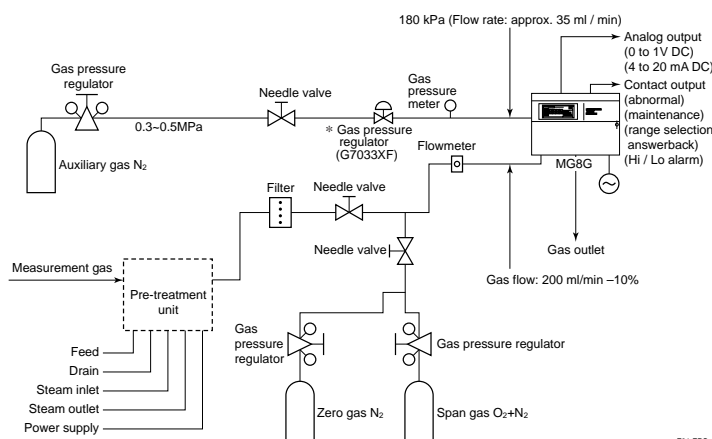 180 kPa (Flow rate: approx. 35 ml / min)
Analog output
(0 to 1V DC)
(4 to 20 mA DC)
Contact output
(abnormal)
(maintenance)
(range selection
answerback)
(Hi / Lo alarm)
Gas pressure
regulator
Needle valve
Gas
pressure
meter
0.3~0.5MPa
* Gas pressure
regulator
(G7033XF)
Auxiliary gas N2
Flowmeter
MG8G
Filter
Needle valve
Needle valve
Gas outlet
Measurement gas
Pre-treatment
unit
Gas flow: 200 ml/min –10%
Feed
Drain
Steam inlet
Steam outlet
Power supply
Gas
pressure
regulator
Gas pressure regulator
Zero gas N2
Span gas O2+N2